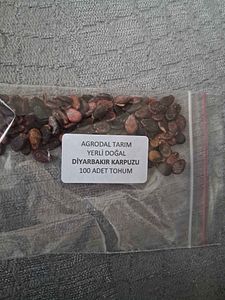 AGRODAL TARIM
YERLİ DOĞAL
DİYARBAKIR KARPUZU
100 ADET TOHUM